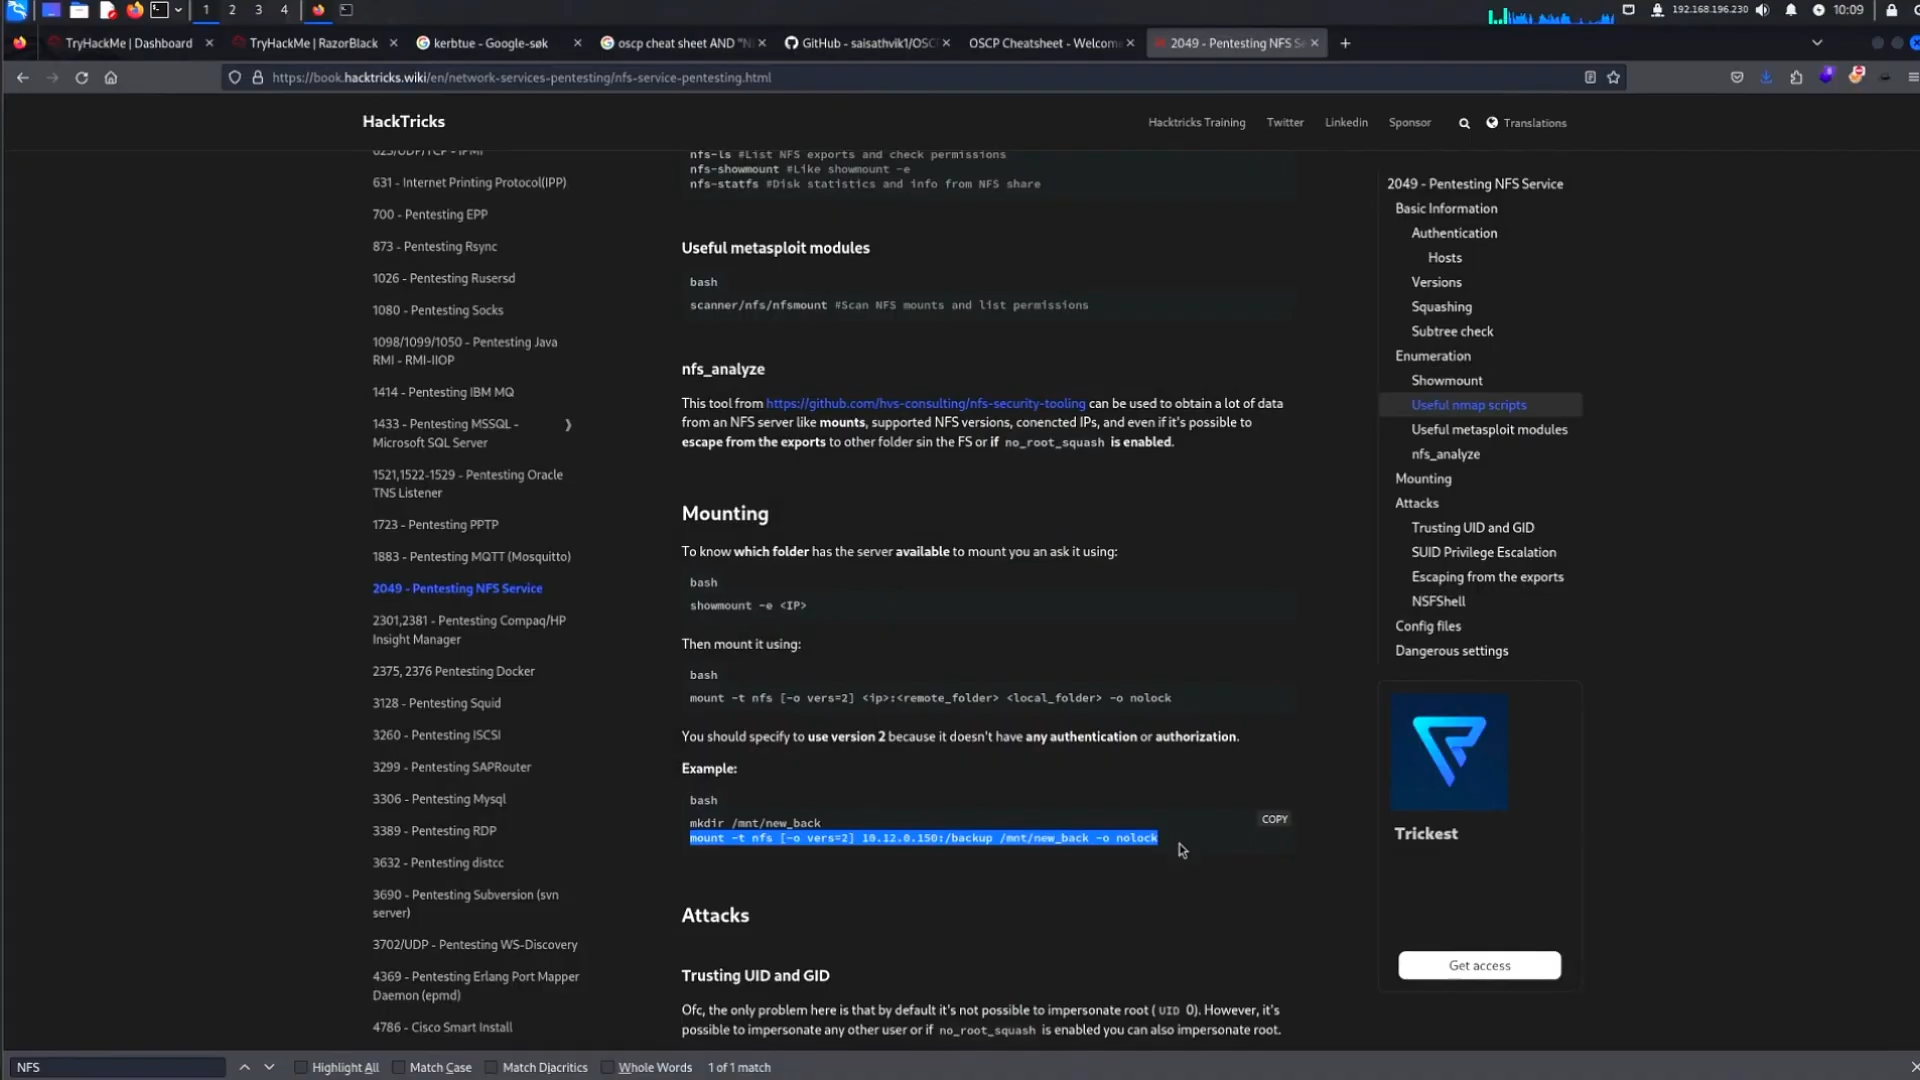 1 2 3 4
192.168.196.230 10:09
TryHackMe | Dashboard
TryHackMe | RazorBlack
kerbtue - Google-søk
oscp cheat sheet AND "N
GitHub - saisathvik1/OSC
OSCP Cheatsheet - Welcom
2049 - Pentesting NFS S
https://book.hacktricks.wiki/en/network-services-pentesting/nfs-service-pentesting.html
HackTricks
Hacktricks Training
Twitter
Linkedin
Sponsor
Translations
623/UDP/TCP - IPMI
631 - Internet Printing Protocol(IPP)
700 - Pentesting EPP
873 - Pentesting Rsync
1026 - Pentesting Rusersd
1080 - Pentesting Socks
1098/1099/1050 - Pentesting Java
RMI - RMI-IIOP
1414 - Pentesting IBM MQ
1433 - Pentesting MSSQL -
Microsoft SQL Server
1521,1522-1529 - Pentesting Oracle
TNS Listener
1723 - Pentesting PPTP
1883 - Pentesting MQTT (Mosquitto)
2049 - Pentesting NFS Service
2301,2381 - Pentesting Compaq/HP
Insight Manager
2375, 2376 Pentesting Docker
3128 - Pentesting Squid
3260 - Pentesting ISCSI
3299 - Pentesting SAPRouter
3306 - Pentesting Mysql
3389 - Pentesting RDP
3632 - Pentesting distcc
3690 - Pentesting Subversion (svn
server)
3702/UDP - Pentesting WS-Discovery
4369 - Pentesting Erlang Port Mapper
Daemon (epmd)
4786 - Cisco Smart Install
nfs-ls #List NFS exports and check permissions
nfs-showmount #Like showmount -e
nfs-statfs #Disk statistics and info from NFS share
Useful metasploit modules
bash
scanner/nfs/nfsmount #Scan NFS mounts and list permissions
nfs_analyze
This tool from https://github.com/hvs-consulting/nfs-security-tooling can be used to obtain a lot of data
from an NFS server like mounts, supported NFS versions, conencted IPs, and even if it's possible to
escape from the exports to other folder sin the FS or if no_root_squash is enabled.
Mounting
To know which folder has the server available to mount you an ask it using:
bash
showmount -e <IP>
Then mount it using:
bash
mount -t nfs [-o vers=2] <ip>:<remote_folder> <local_folder> -o nolock
You should specify to use version 2 because it doesn't have any authentication or authorization.
Example:
bash
COPY
mkdir /mnt/new_back
mount -t nfs [-o vers=2] 10.12.0.150:/backup /mnt/new_back -o nolock
Attacks
Trusting UID and GID
Ofc, the only problem here is that by default it's not possible to impersonate root ( UID 0). However, it's
possible to impersonate any other user or if no_root_squash is enabled you can also impersonate root.
2049 - Pentesting NFS Service
Basic Information
Authentication
Hosts
Versions
Squashing
Subtree check
Enumeration
Showmount
Useful nmap scripts
Useful metasploit modules
nfs_analyze
Mounting
Attacks
Trusting UID and GID
SUID Privilege Escalation
Escaping from the exports
NSFShell
Config files
Dangerous settings
Trickest
Get access
NFS
Highlight All
Match Case
Match Diacritics
Whole Words
1 of 1 match